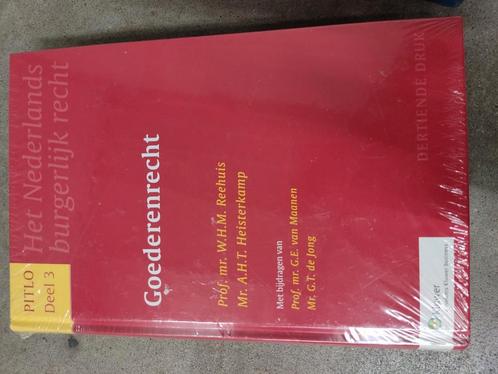 PITLO
Deel 3
Het Nederlands
burgerlijk recht
Goederenrecht
Prof. mr. W.H.M. Reehuis
Mr. A.H.T. Heisterkamp
Met bijdragen van
Prof. mr. G.E. van Maanen
Mr. G.T. de Jong
DERTIENDE DRUK
Kluwer